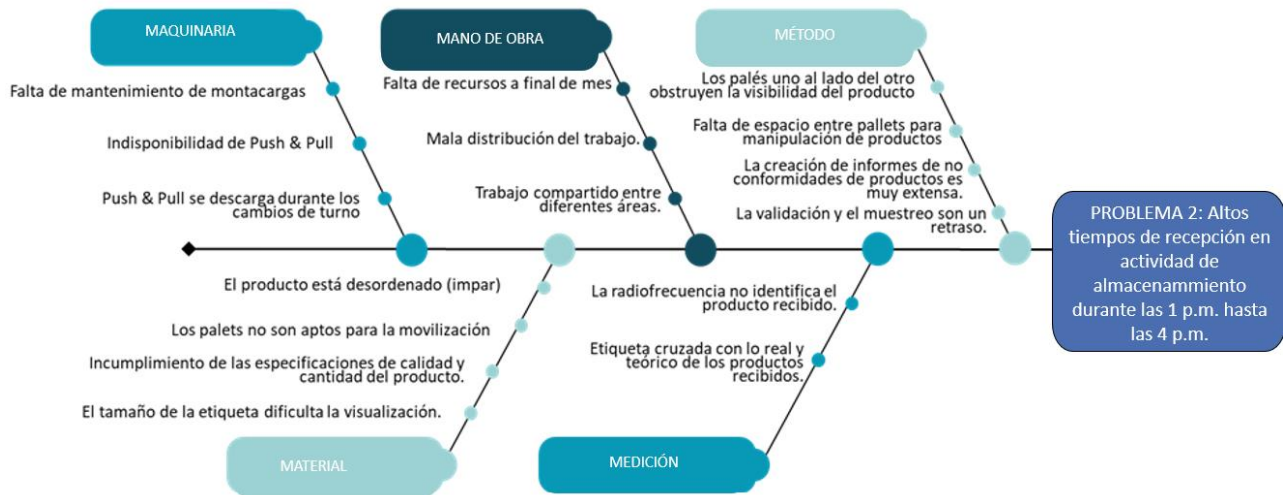 MAQUINARIA
MANO DE OBRA
MÉTODO
Falta de mantenimiento de montacargas
Indisponibilidad de Push & Pull
Push & Pull se descarga durante los
cambios de turno
Falta de recursos a final de mes
Mala distribución del trabajo.
Trabajo compartido entre
diferentes áreas.
Los palés uno al lado del otro
obstruyen la visibilidad del producto
Falta de espacio entre pallets para
manipulación de productos
La creación de informes de no
conformidades de productos es
muy extensa.
La validación y el muestreo son un
retraso.
PROBLEMA 2: Altos
tiempos de recepción en
actividad de
almacenammiento
durante las 1 p.m. hasta
las 4 p.m.
El producto está desordenado (impar)
Los palets no son aptos para la movilización
Incumplimiento de las especificaciones de calidad y
cantidad del producto.
El tamaño de la etiqueta dificulta la visualización.
La radiofrecuencia no identifica el
producto recibido.
Etiqueta cruzada con lo real y
teórico de los productos
recibidos.
MATERIAL
MEDICIÓN